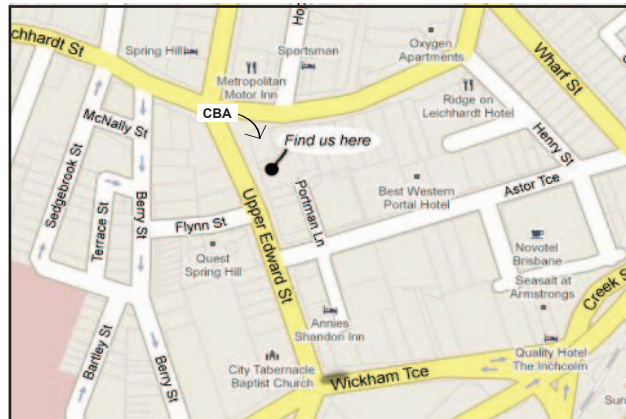 chhardt St
Spring Hill
Ho
Sportsman
Metropolitan
Motor Inn
Oxygen
Apartments
Wharf St
Ridge on
Leichhardt Hotel
CBA
McNally St
Find us here
Henry St
Sedgebrook St
Berry St
Terrace St
Flynn St
Upper Edward St
Portman Ln
Best Western
Portal Hotel
Astor Tce
Quest
Spring Hill
Novotel
Brisbane
Seasalt at
Armstrongs
Creek S
Annies
Shandon Inn
Bartley St
Berry St
City Tabernacle
Baptist Church
Wickham Tce
Quality Hotel
The Inchcolm
Sun